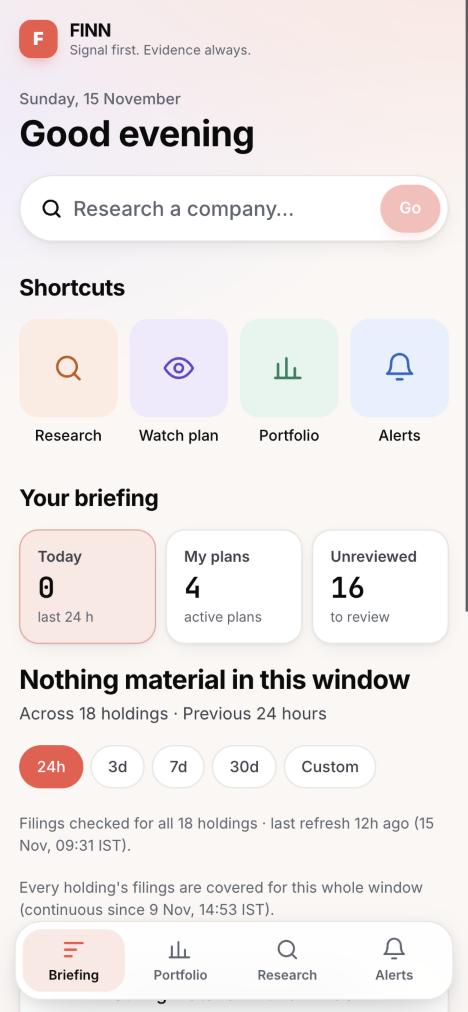 F
FINN
Signal first. Evidence always.
Sunday, 15 November
Good evening
Research a company...
Go
Shortcuts
Research
Watch plan
Portfolio
Alerts
Your briefing
Today
0
last 24 h
My plans
4
active plans
Unreviewed
16
to review
Nothing material in this window
Across 18 holdings · Previous 24 hours
24h
3d
7d
30d
Custom
Filings checked for all 18 holdings · last refresh 12h ago (15
Nov, 09:31 IST).
Every holding's filings are covered for this whole window
(continuous since 9 Nov, 14:53 IST).
Briefing
Portfolio
Research
Alerts